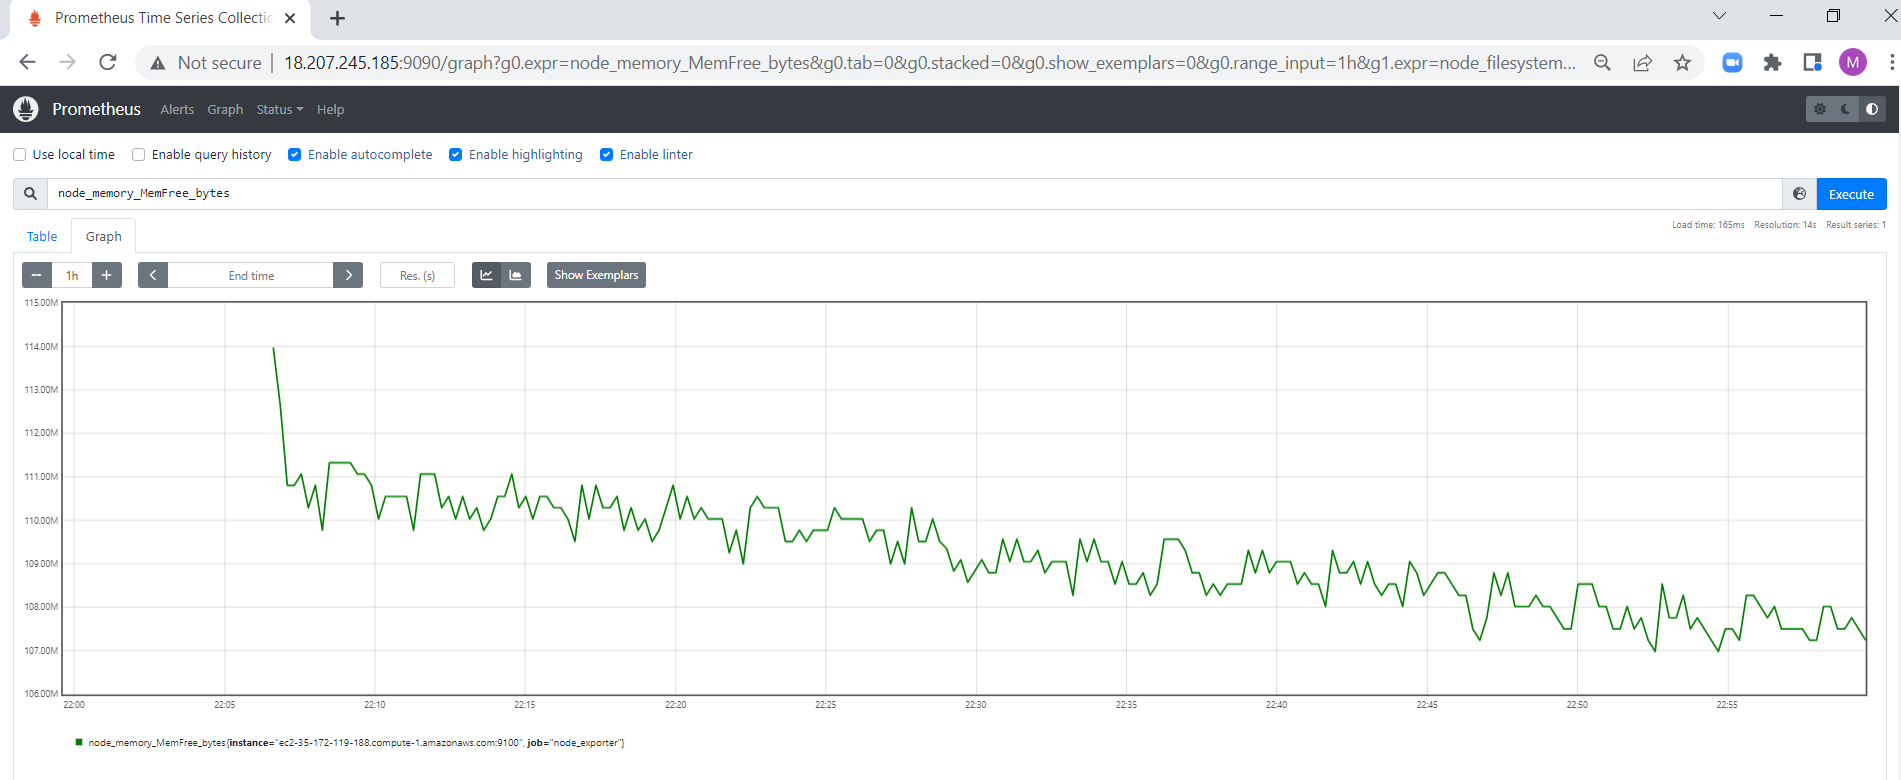 Prometheus Time Series Collectio
Not secure 18.207.245.185:9090/graph?g0.expr=node_memory_MemFree_bytes&g0.tab=0&g0.stacked=0&g0.show_exemplars=0&g0.range_input=1h&g1.expr=node_filesystem... M
Prometheus Alerts Graph Status Help
Use local time Enable query history Enable autocomplete Enable highlighting Enable linter
node_memory_MemFree_bytes Execute
Load time: 165ms Resolution: 14s Result series: 1
Table Graph
1h End time Res. (s) Show Exemplars
115.00M
114.00M
113.00M
112.00M
111.00M
110.00M
109.00M
108.00M
107.00M
106.00M
22:00 22:05 22:10 22:15 22:20 22:25 22:30 22:35 22:40 22:45 22:50 22:55
node_memory_MemFree_bytes{instance="ec2-35-172-119-188.compute-1.amazonaws.com:9100", job="node_exporter"}